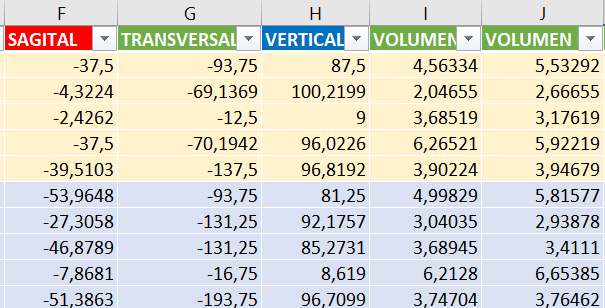 F G H I J
SAGITAL TRANSVERSAL VERTICAL VOLUMEN VOLUMEN
-37,5 -93,75 87,5 4,56334 5,53292
-4,3224 -69,1369 100,2199 2,04655 2,66655
-2,4262 -12,5 9 3,68519 3,17619
-37,5 -70,1942 96,0226 6,26521 5,92219
-39,5103 -137,5 96,8192 3,90224 3,94679
-53,9648 -93,75 81,25 4,99829 5,81577
-27,3058 -131,25 92,1757 3,04035 2,93878
-46,8789 -131,25 85,2731 3,68945 3,4111
-7,8681 -16,75 8,619 6,2128 6,65385
-51,3863 -193,75 96,7099 3,74704 3,76462